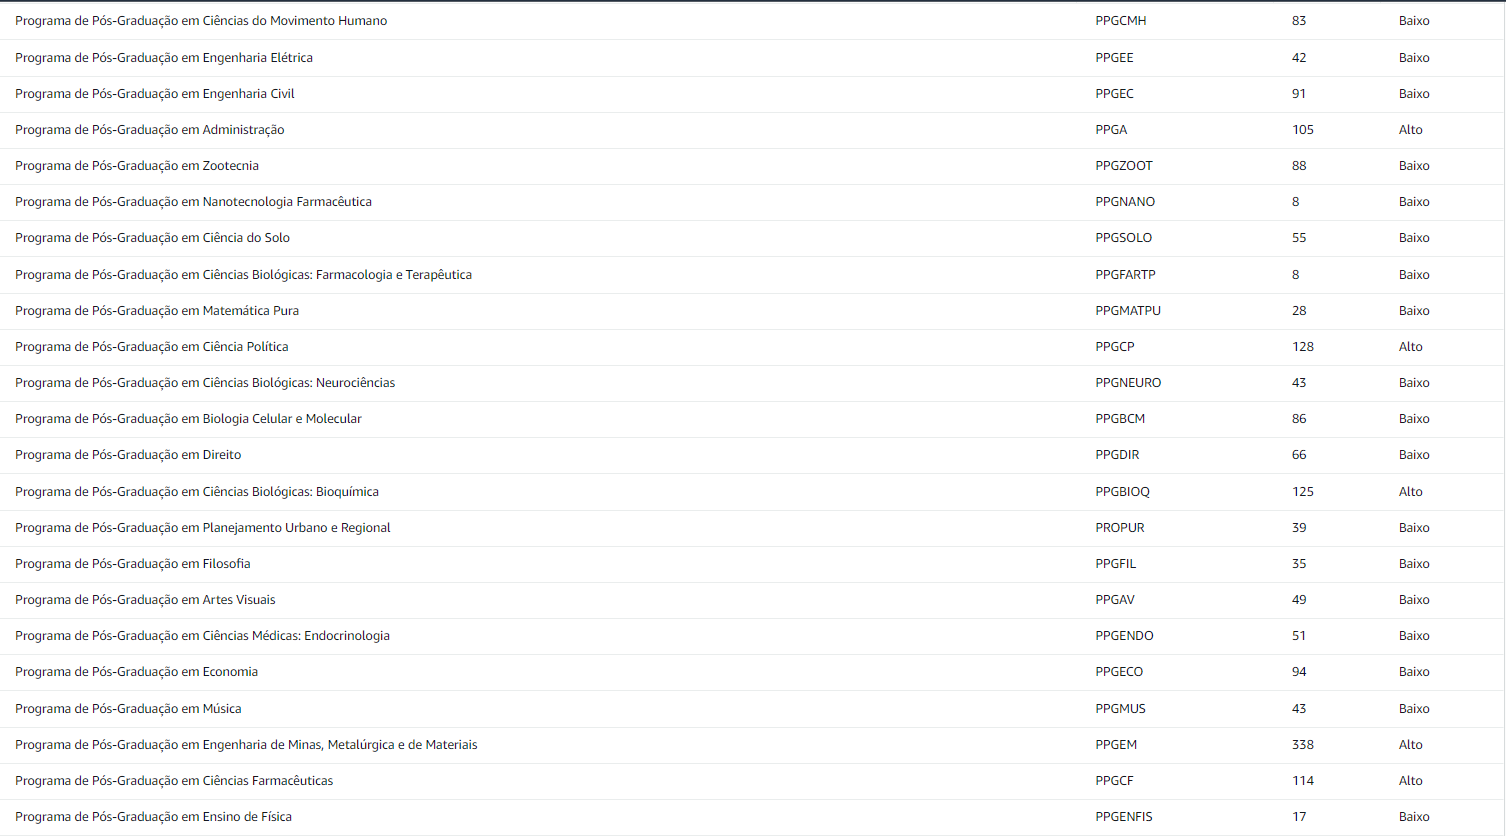 Programa de Pós-Graduação em Ciências do Movimento Humano PPGCMH 83 Baixo
Programa de Pós-Graduação em Engenharia Elétrica PPGEE 42 Baixo
Programa de Pós-Graduação em Engenharia Civil PPGEC 91 Baixo
Programa de Pós-Graduação em Administração PPGA 105 Alto
Programa de Pós-Graduação em Zootecnia PPGZOOT 88 Baixo
Programa de Pós-Graduação em Nanotecnologia Farmacêutica PPGNANO 8 Baixo
Programa de Pós-Graduação em Ciência do Solo PPGSOLO 55 Baixo
Programa de Pós-Graduação em Ciências Biológicas: Farmacologia e Terapêutica PPGFARTP 8 Baixo
Programa de Pós-Graduação em Matemática Pura PPGMATPU 28 Baixo
Programa de Pós-Graduação em Ciência Política PPGCP 128 Alto
Programa de Pós-Graduação em Ciências Biológicas: Neurociências PPGNEURO 43 Baixo
Programa de Pós-Graduação em Biologia Celular e Molecular PPGBCM 86 Baixo
Programa de Pós-Graduação em Direito PPGDIR 66 Baixo
Programa de Pós-Graduação em Ciências Biológicas: Bioquímica PPGBIOQ 125 Alto
Programa de Pós-Graduação em Planejamento Urbano e Regional PROPUR 39 Baixo
Programa de Pós-Graduação em Filosofia PPGFIL 35 Baixo
Programa de Pós-Graduação em Artes Visuais PPGAV 49 Baixo
Programa de Pós-Graduação em Ciências Médicas: Endocrinologia PPGENDO 51 Baixo
Programa de Pós-Graduação em Economia PPGECO 94 Baixo
Programa de Pós-Graduação em Música PPGMUS 43 Baixo
Programa de Pós-Graduação em Engenharia de Minas, Metalúrgica e de Materiais PPGEM 338 Alto
Programa de Pós-Graduação em Ciências Farmacêuticas PPGCF 114 Alto
Programa de Pós-Graduação em Ensino de Física PPGENFIS 17 Baixo